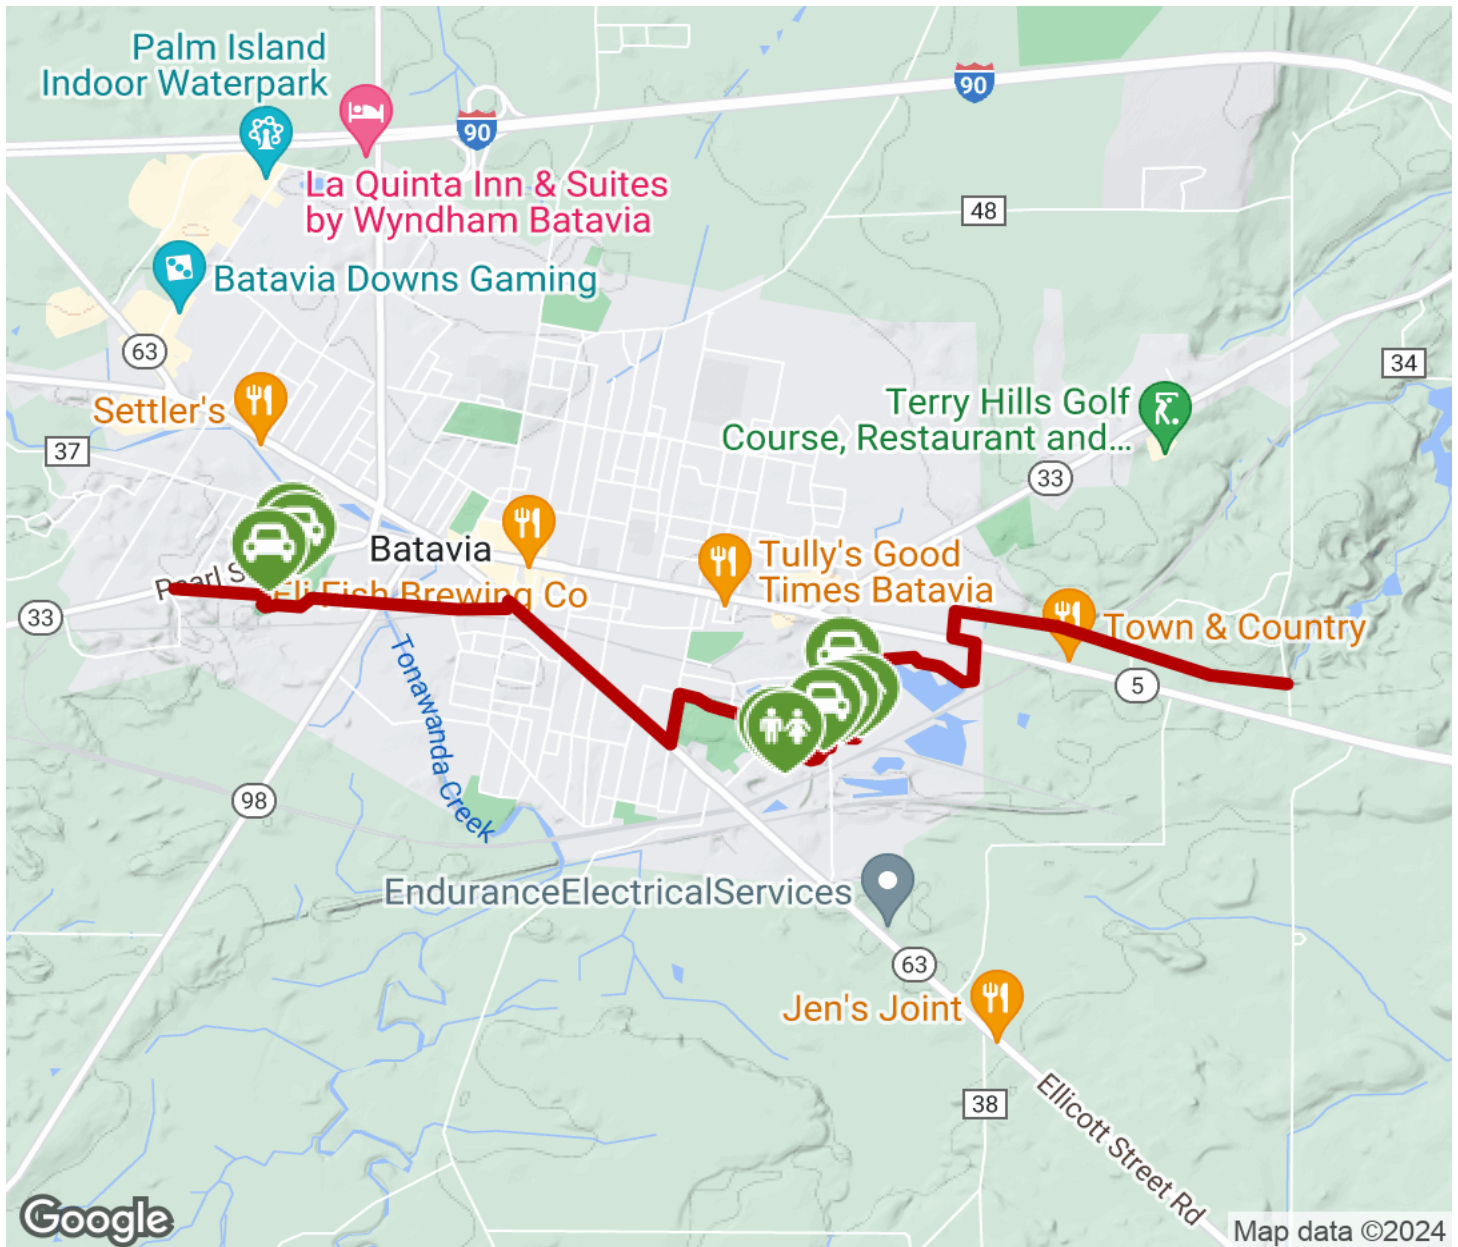 Palm Island
Indoor Waterpark
90
90
La Quinta Inn & Suites
by Wyndham Batavia
48
Batavia Downs Gaming
63
34
Settler's
Terry Hills Golf
Course, Restaurant and...
37
33
Batavia
Tully's Good
Times Batavia
Pearl S
Eli Fish Brewing Co
33
Town & Country
Tonawanda Creek
5
98
EnduranceElectricalServices
63
Jen's Joint
38
Ellicott Street Rd
Google
Map data ©2024